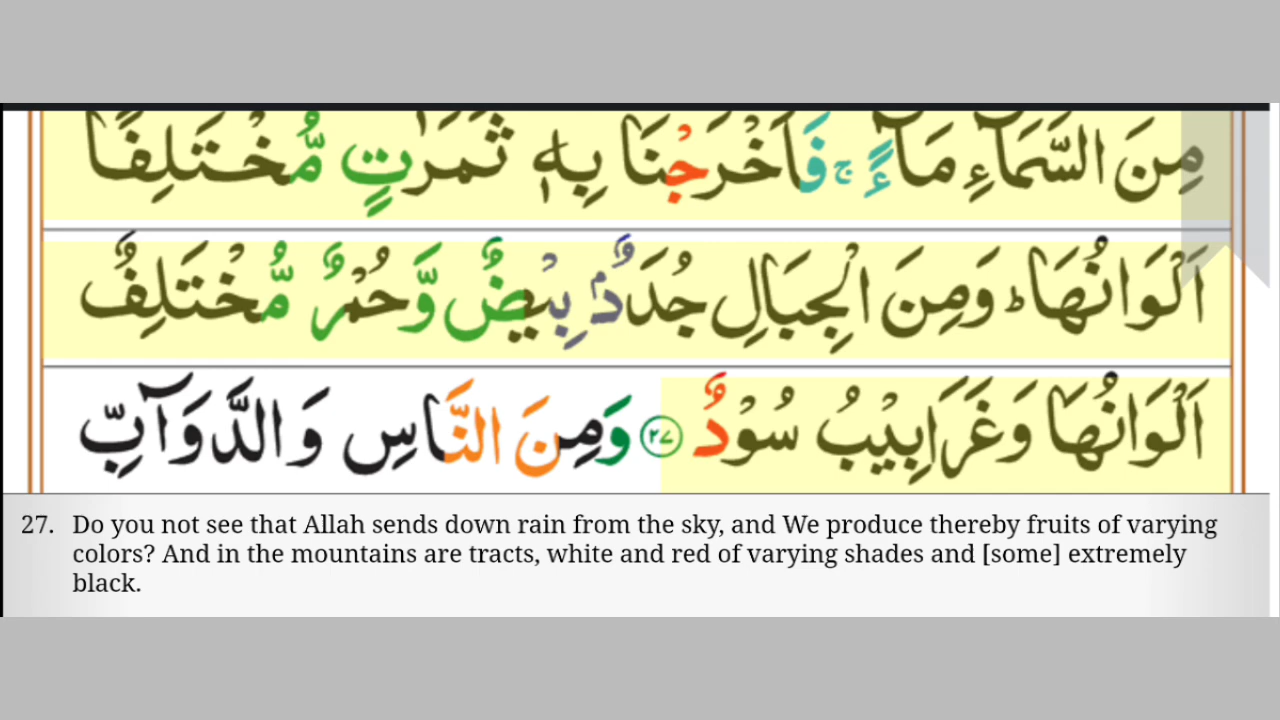 مِنَ السَّمَآءِ مَآءً ۚ فَاَخْرَجْنَا بِهٖ ثَمَرٰتٍ مُّخْتَلِفًا
اَلْوَانُهَا ؕ وَمِنَ الْجِبَالِ جُدَدٌۢ بِيْضٌ وَّحُمْرٌ مُّخْتَلِفٌ
اَلْوَانُهَا وَغَرَابِيْبُ سُوْدٌ ۲۷ وَمِنَ النَّاسِ وَالدَّوَآبِّ
27. Do you not see that Allah sends down rain from the sky, and We produce thereby fruits of varying
colors? And in the mountains are tracts, white and red of varying shades and [some] extremely
black.